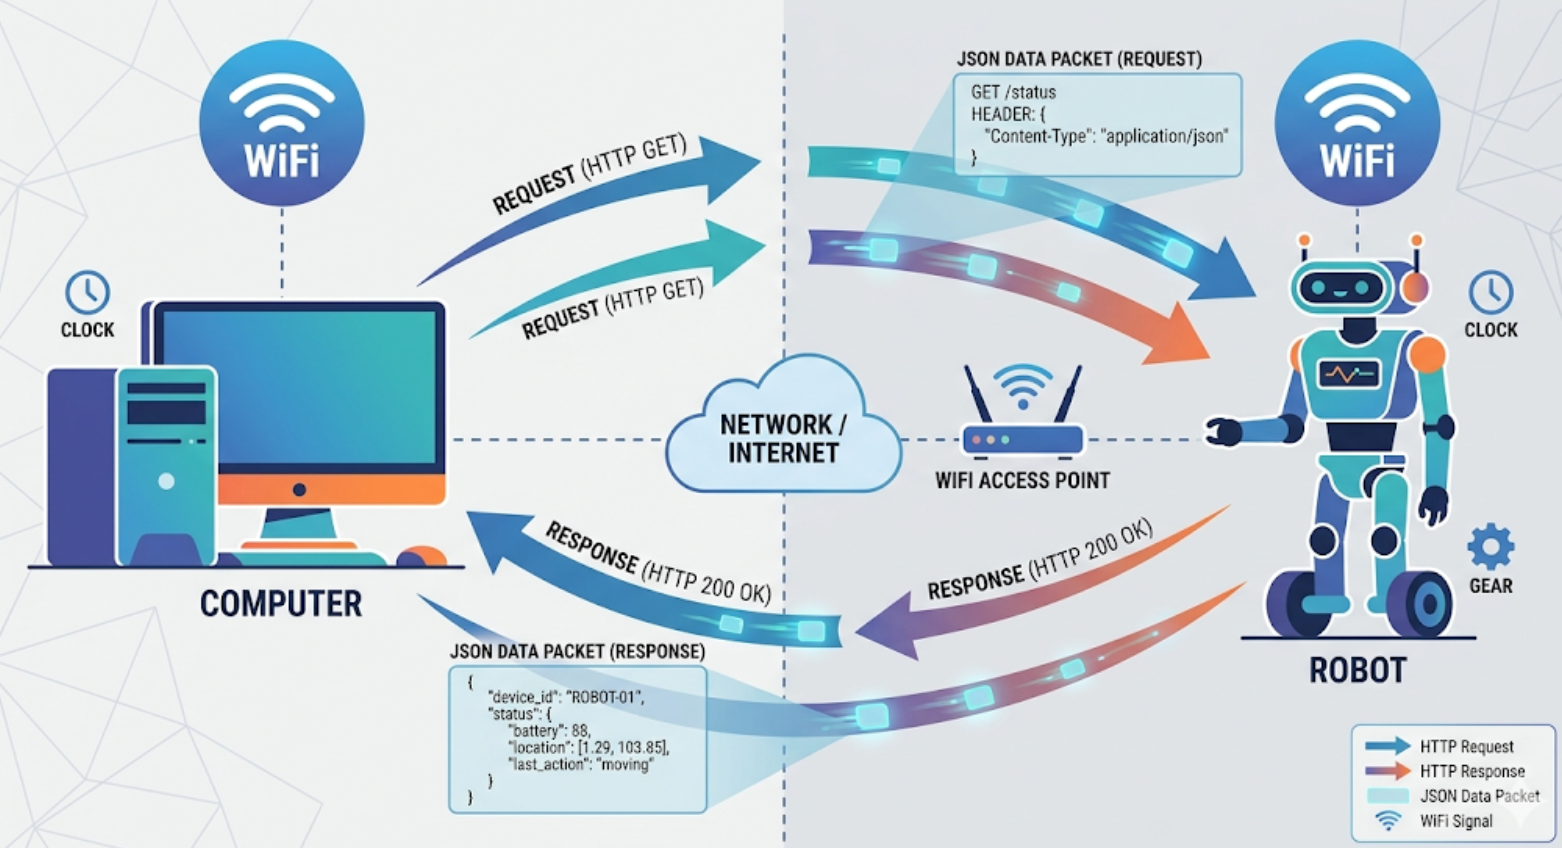 WiFi
CLOCK
COMPUTER
REQUEST (HTTP GET)
REQUEST (HTTP GET)
JSON DATA PACKET (REQUEST)
GET /status
HEADER: {
"Content-Type": "application/json"
}
WiFi
CLOCK
NETWORK /
INTERNET
WIFI ACCESS POINT
GEAR
ROBOT
RESPONSE (HTTP 200 OK)
RESPONSE (HTTP 200 OK)
JSON DATA PACKET (RESPONSE)
{
"device_id": "ROBOT-01",
"status": {
"battery": 88,
"location": [1.29, 103.85],
"last_action": "moving"
}
}
HTTP Request
HTTP Response
JSON Data Packet
WiFi Signal